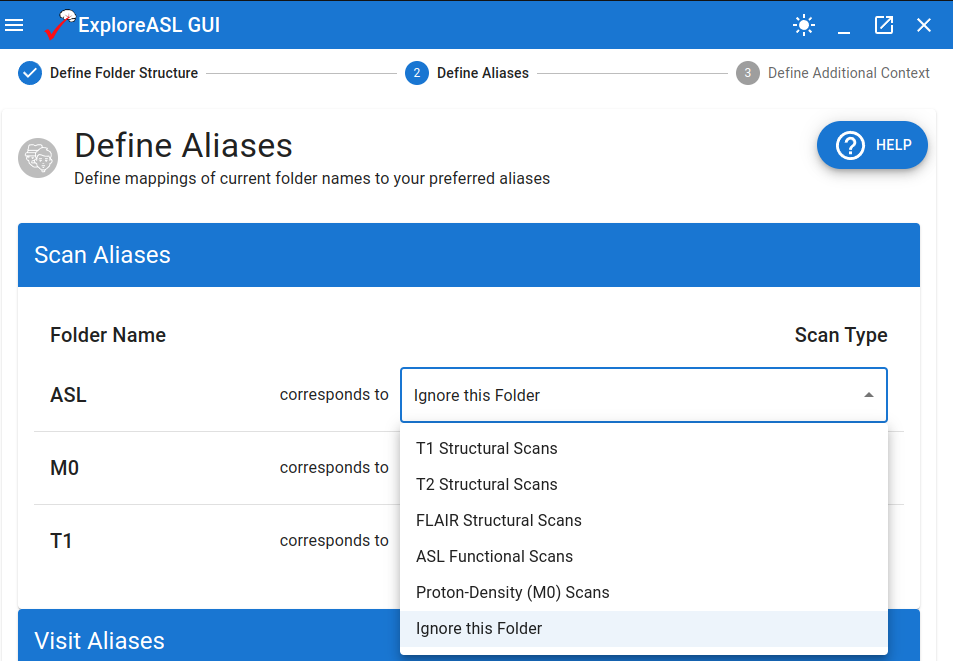 ExploreASL GUI
Define Folder Structure
2 Define Aliases
3 Define Additional Context
Define Aliases
HELP
Define mappings of current folder names to your preferred aliases
Scan Aliases
Folder Name Scan Type
ASL corresponds to Ignore this Folder
T1 Structural Scans
M0 corresponds to
T2 Structural Scans
FLAIR Structural Scans
T1 corresponds to
ASL Functional Scans
Proton-Density (M0) Scans
Ignore this Folder
Visit Aliases